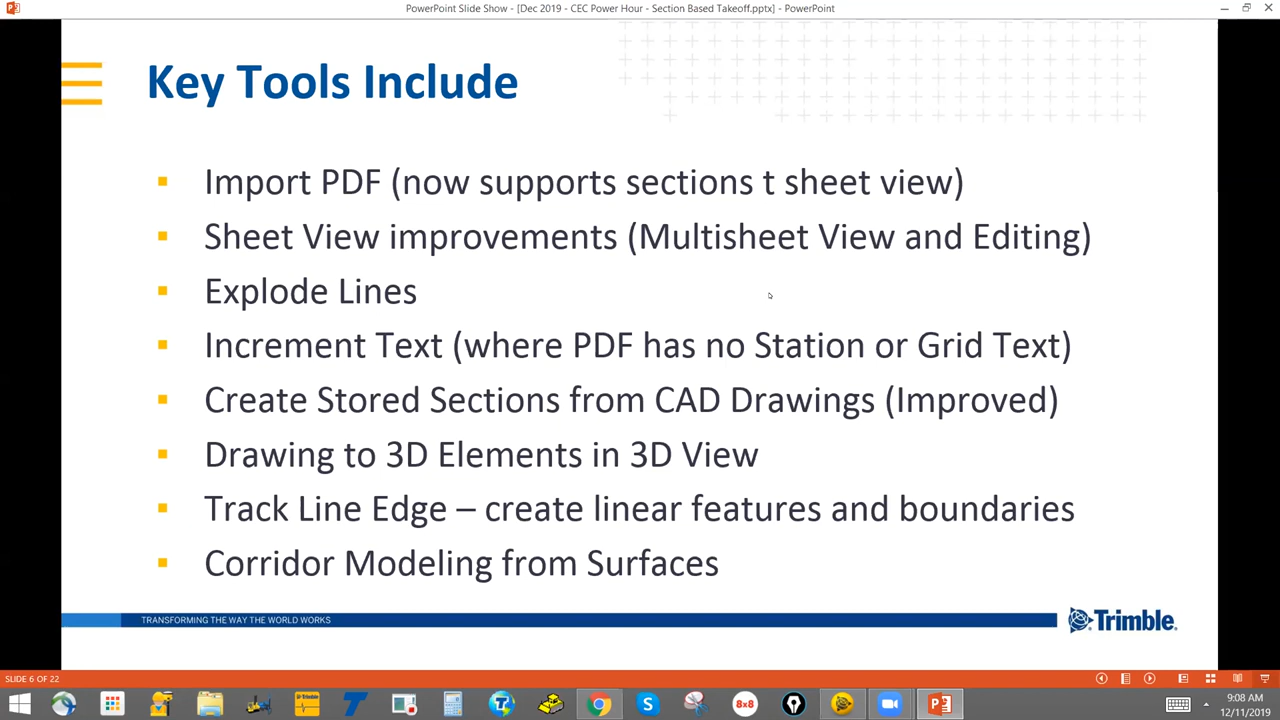 PowerPoint Slide Show - [Dec 2019 - CEC Power Hour - Section Based Takeoff.pptx] - PowerPoint
Key Tools Include
Import PDF (now supports sections t sheet view)
Sheet View improvements (Multisheet View and Editing)
Explode Lines
Increment Text (where PDF has no Station or Grid Text)
Create Stored Sections from CAD Drawings (Improved)
Drawing to 3D Elements in 3D View
Track Line Edge – create linear features and boundaries
Corridor Modeling from Surfaces
TRANSFORMING THE WAY THE WORLD WORKS
Trimble
SLIDE 6 OF 22
8x8
9:08 AM
12/11/2019